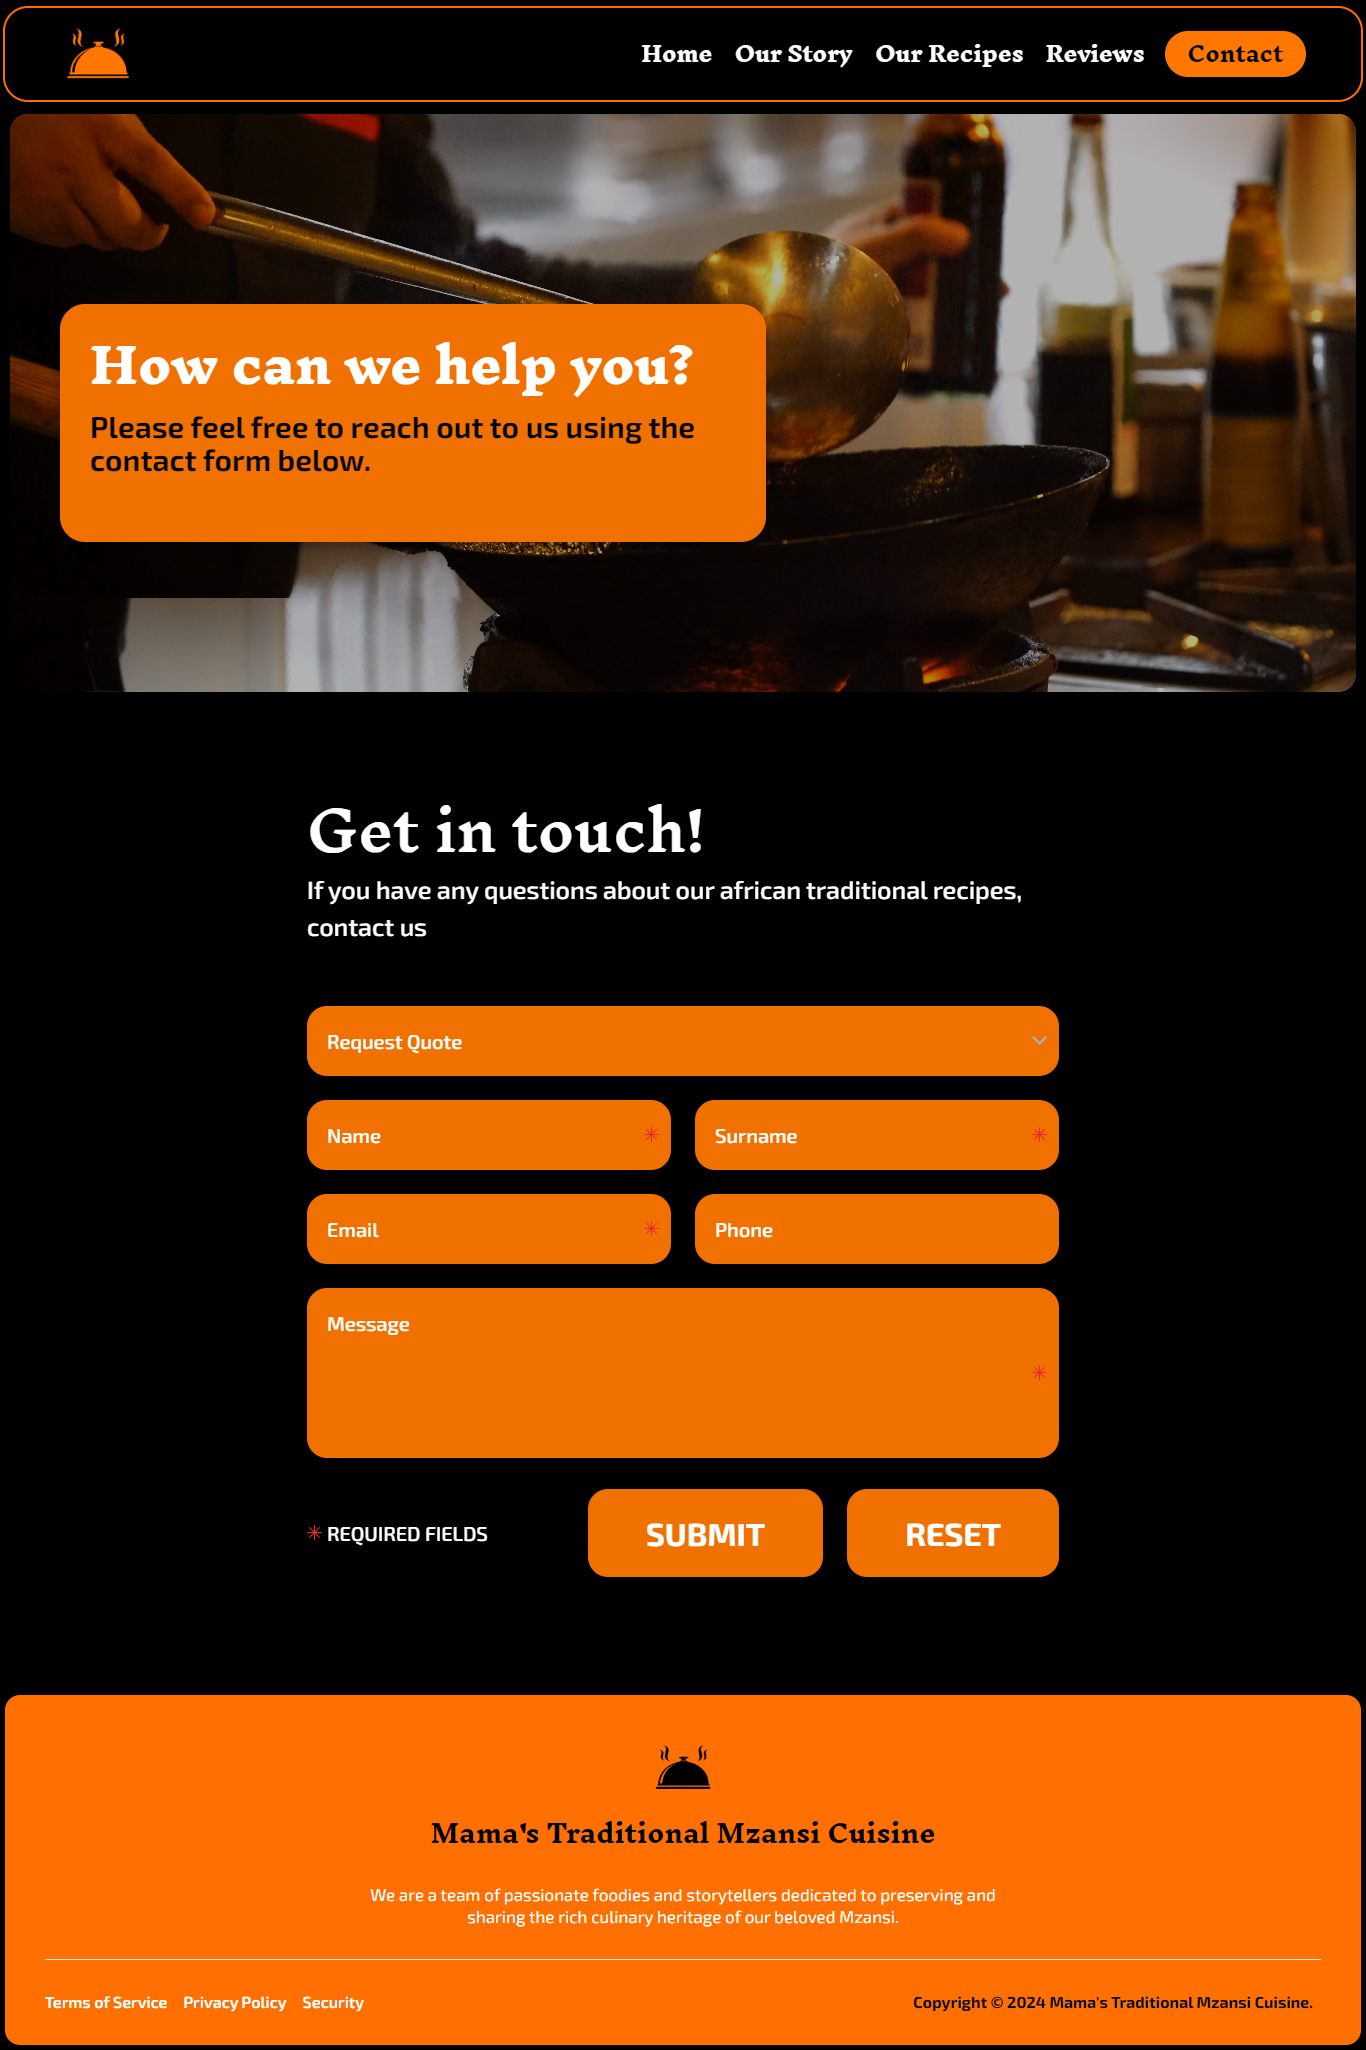 Home Our Story Our Recipes Reviews Contact
How can we help you?
Please feel free to reach out to us using the
contact form below.
Get in touch!
If you have any questions about our african traditional recipes,
contact us
Request Quote
Name * Surname *
Email * Phone
Message
*
* REQUIRED FIELDS SUBMIT RESET
Mama's Traditional Mzansi Cuisine
We are a team of passionate foodies and storytellers dedicated to preserving and
sharing the rich culinary heritage of our beloved Mzansi.
Terms of Service Privacy Policy Security Copyright © 2024 Mama's Traditional Mzansi Cuisine.